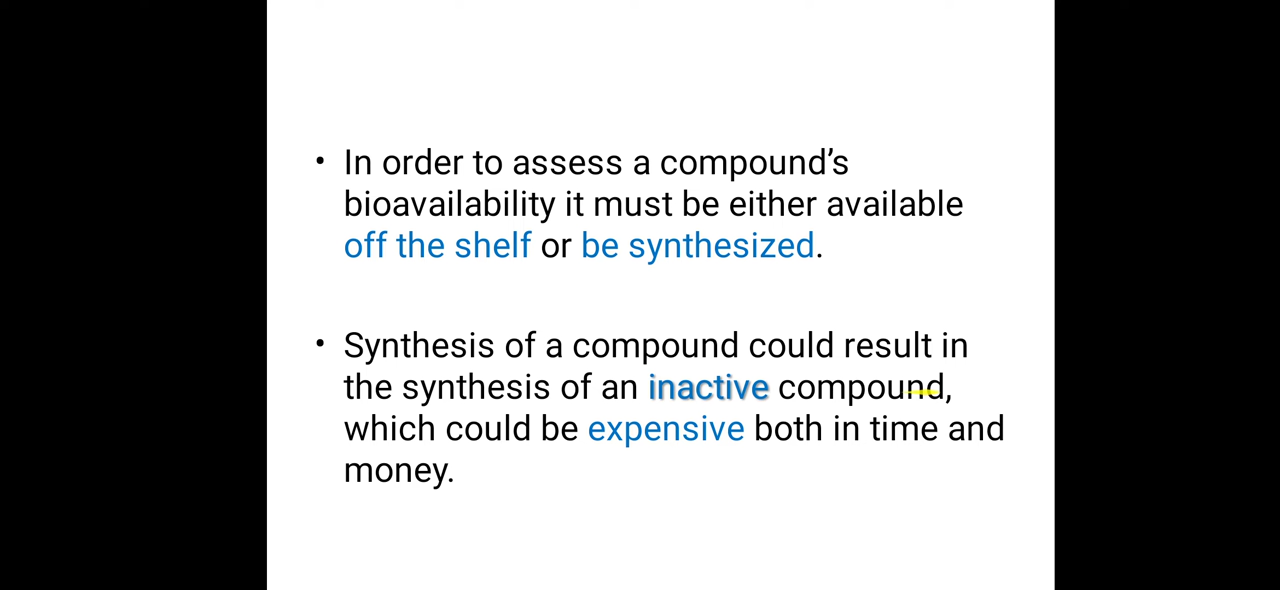 • In order to assess a compound’s
bioavailability it must be either available
off the shelf or be synthesized.
• Synthesis of a compound could result in
the synthesis of an inactive compound,
which could be expensive both in time and
money.